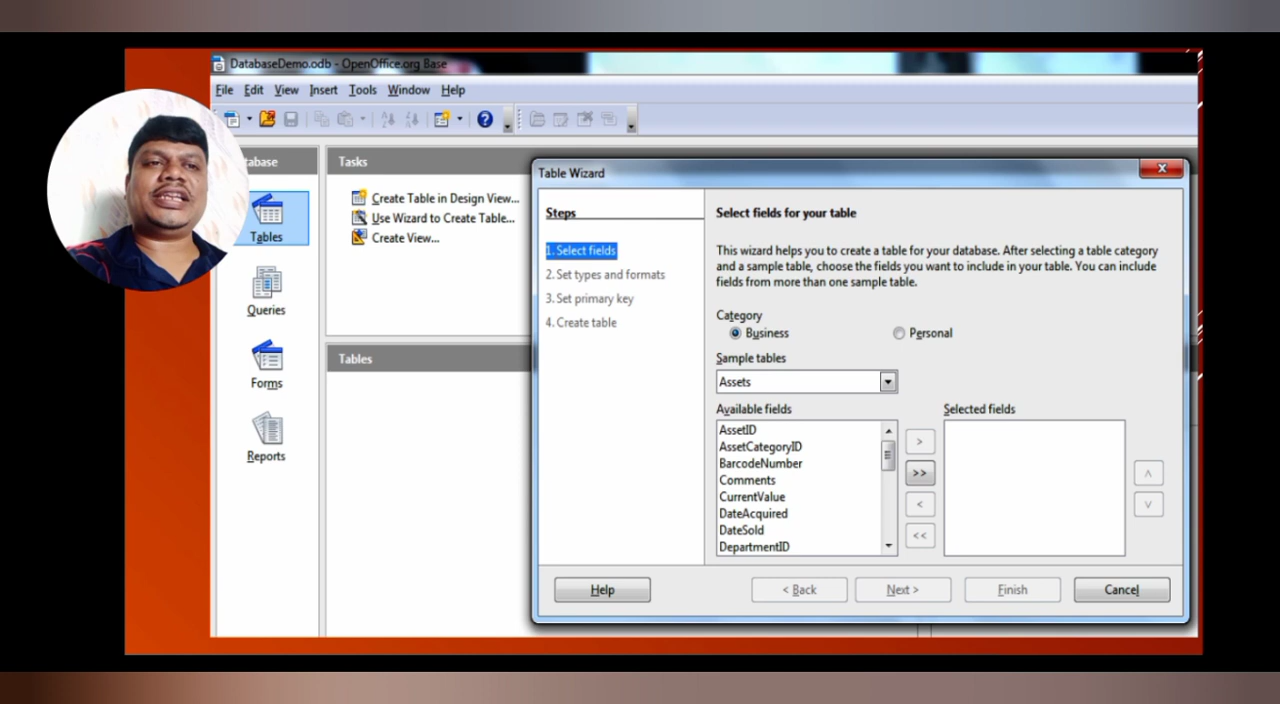 DatabaseDemo.odb - OpenOffice.org Base
File Edit View Insert Tools Window Help
tabase
Tables
Queries
Forms
Reports
Tasks
Create Table in Design View...
Use Wizard to Create Table...
Create View...
Tables
Table Wizard
Steps
1. Select fields
2. Set types and formats
3. Set primary key
4. Create table
Select fields for your table
This wizard helps you to create a table for your database. After selecting a table category
and a sample table, choose the fields you want to include in your table. You can include
fields from more than one sample table.
Category
Business Personal
Sample tables
Assets
Available fields
AssetID
AssetCategoryID
BarcodeNumber
Comments
CurrentValue
DateAcquired
DateSold
DepartmentID
>
>>
<
<<
Selected fields
Help < Back Next > Finish Cancel